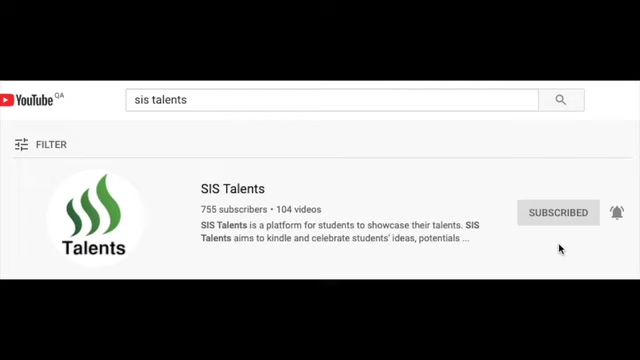 YouTube QA
sis talents
FILTER
Talents
SIS Talents
755 subscribers • 104 videos
SIS Talents is a platform for students to showcase their talents. SIS
Talents aims to kindle and celebrate students' ideas, potentials ...
SUBSCRIBED